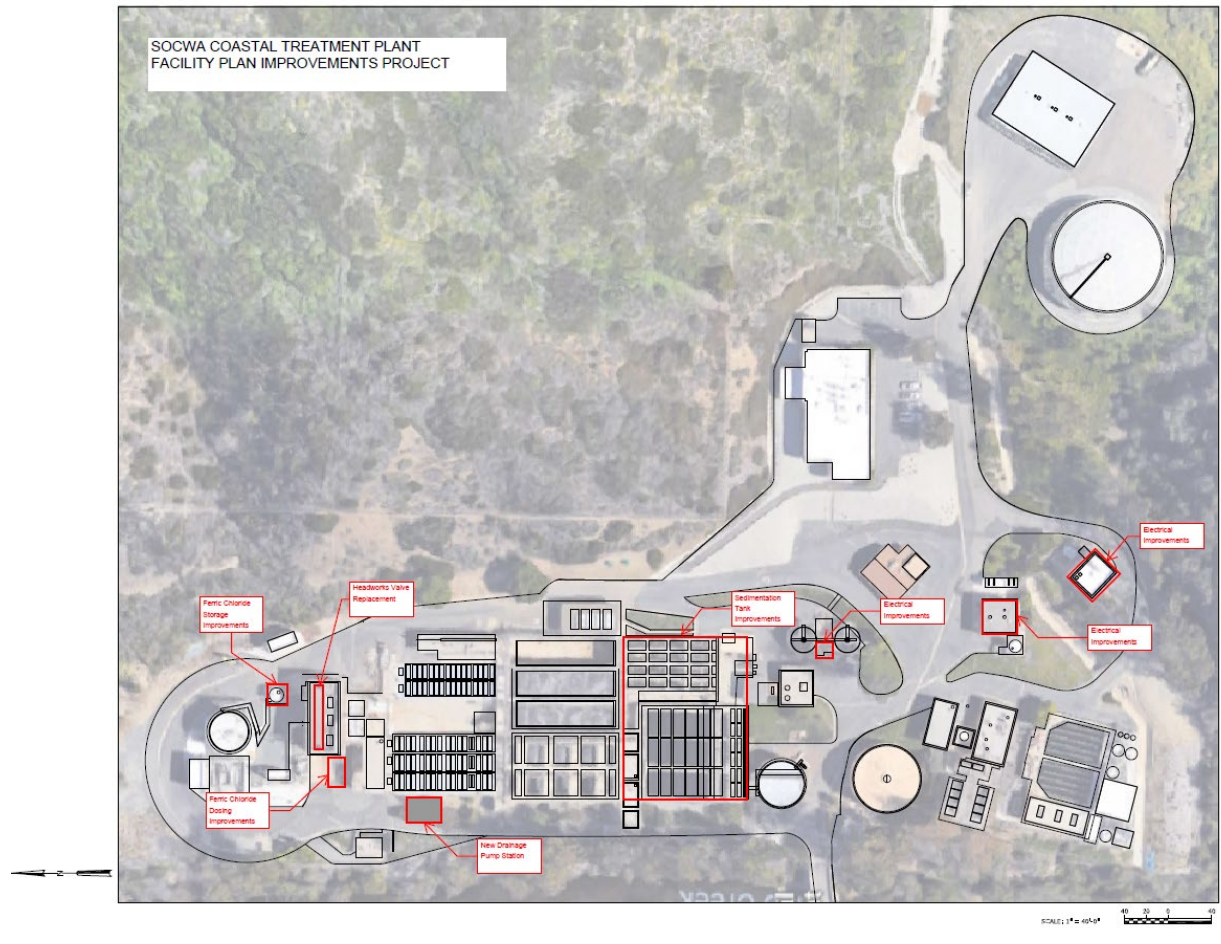 SOCWA COASTAL TREATMENT PLANT
FACILITY PLAN IMPROVEMENTS PROJECT
Electrical
Improvements
Headworks Valve
Replacement
Ferric Chloride
Storage
Improvements
Sedimentation
Tank
Improvements
Electrical
Improvements
Electrical
Improvements
Ferric Chloride
Dosing
Improvements
New Drainage
Pump Station
N
SCALE: 1" = 40'-0"
40 20 0 40